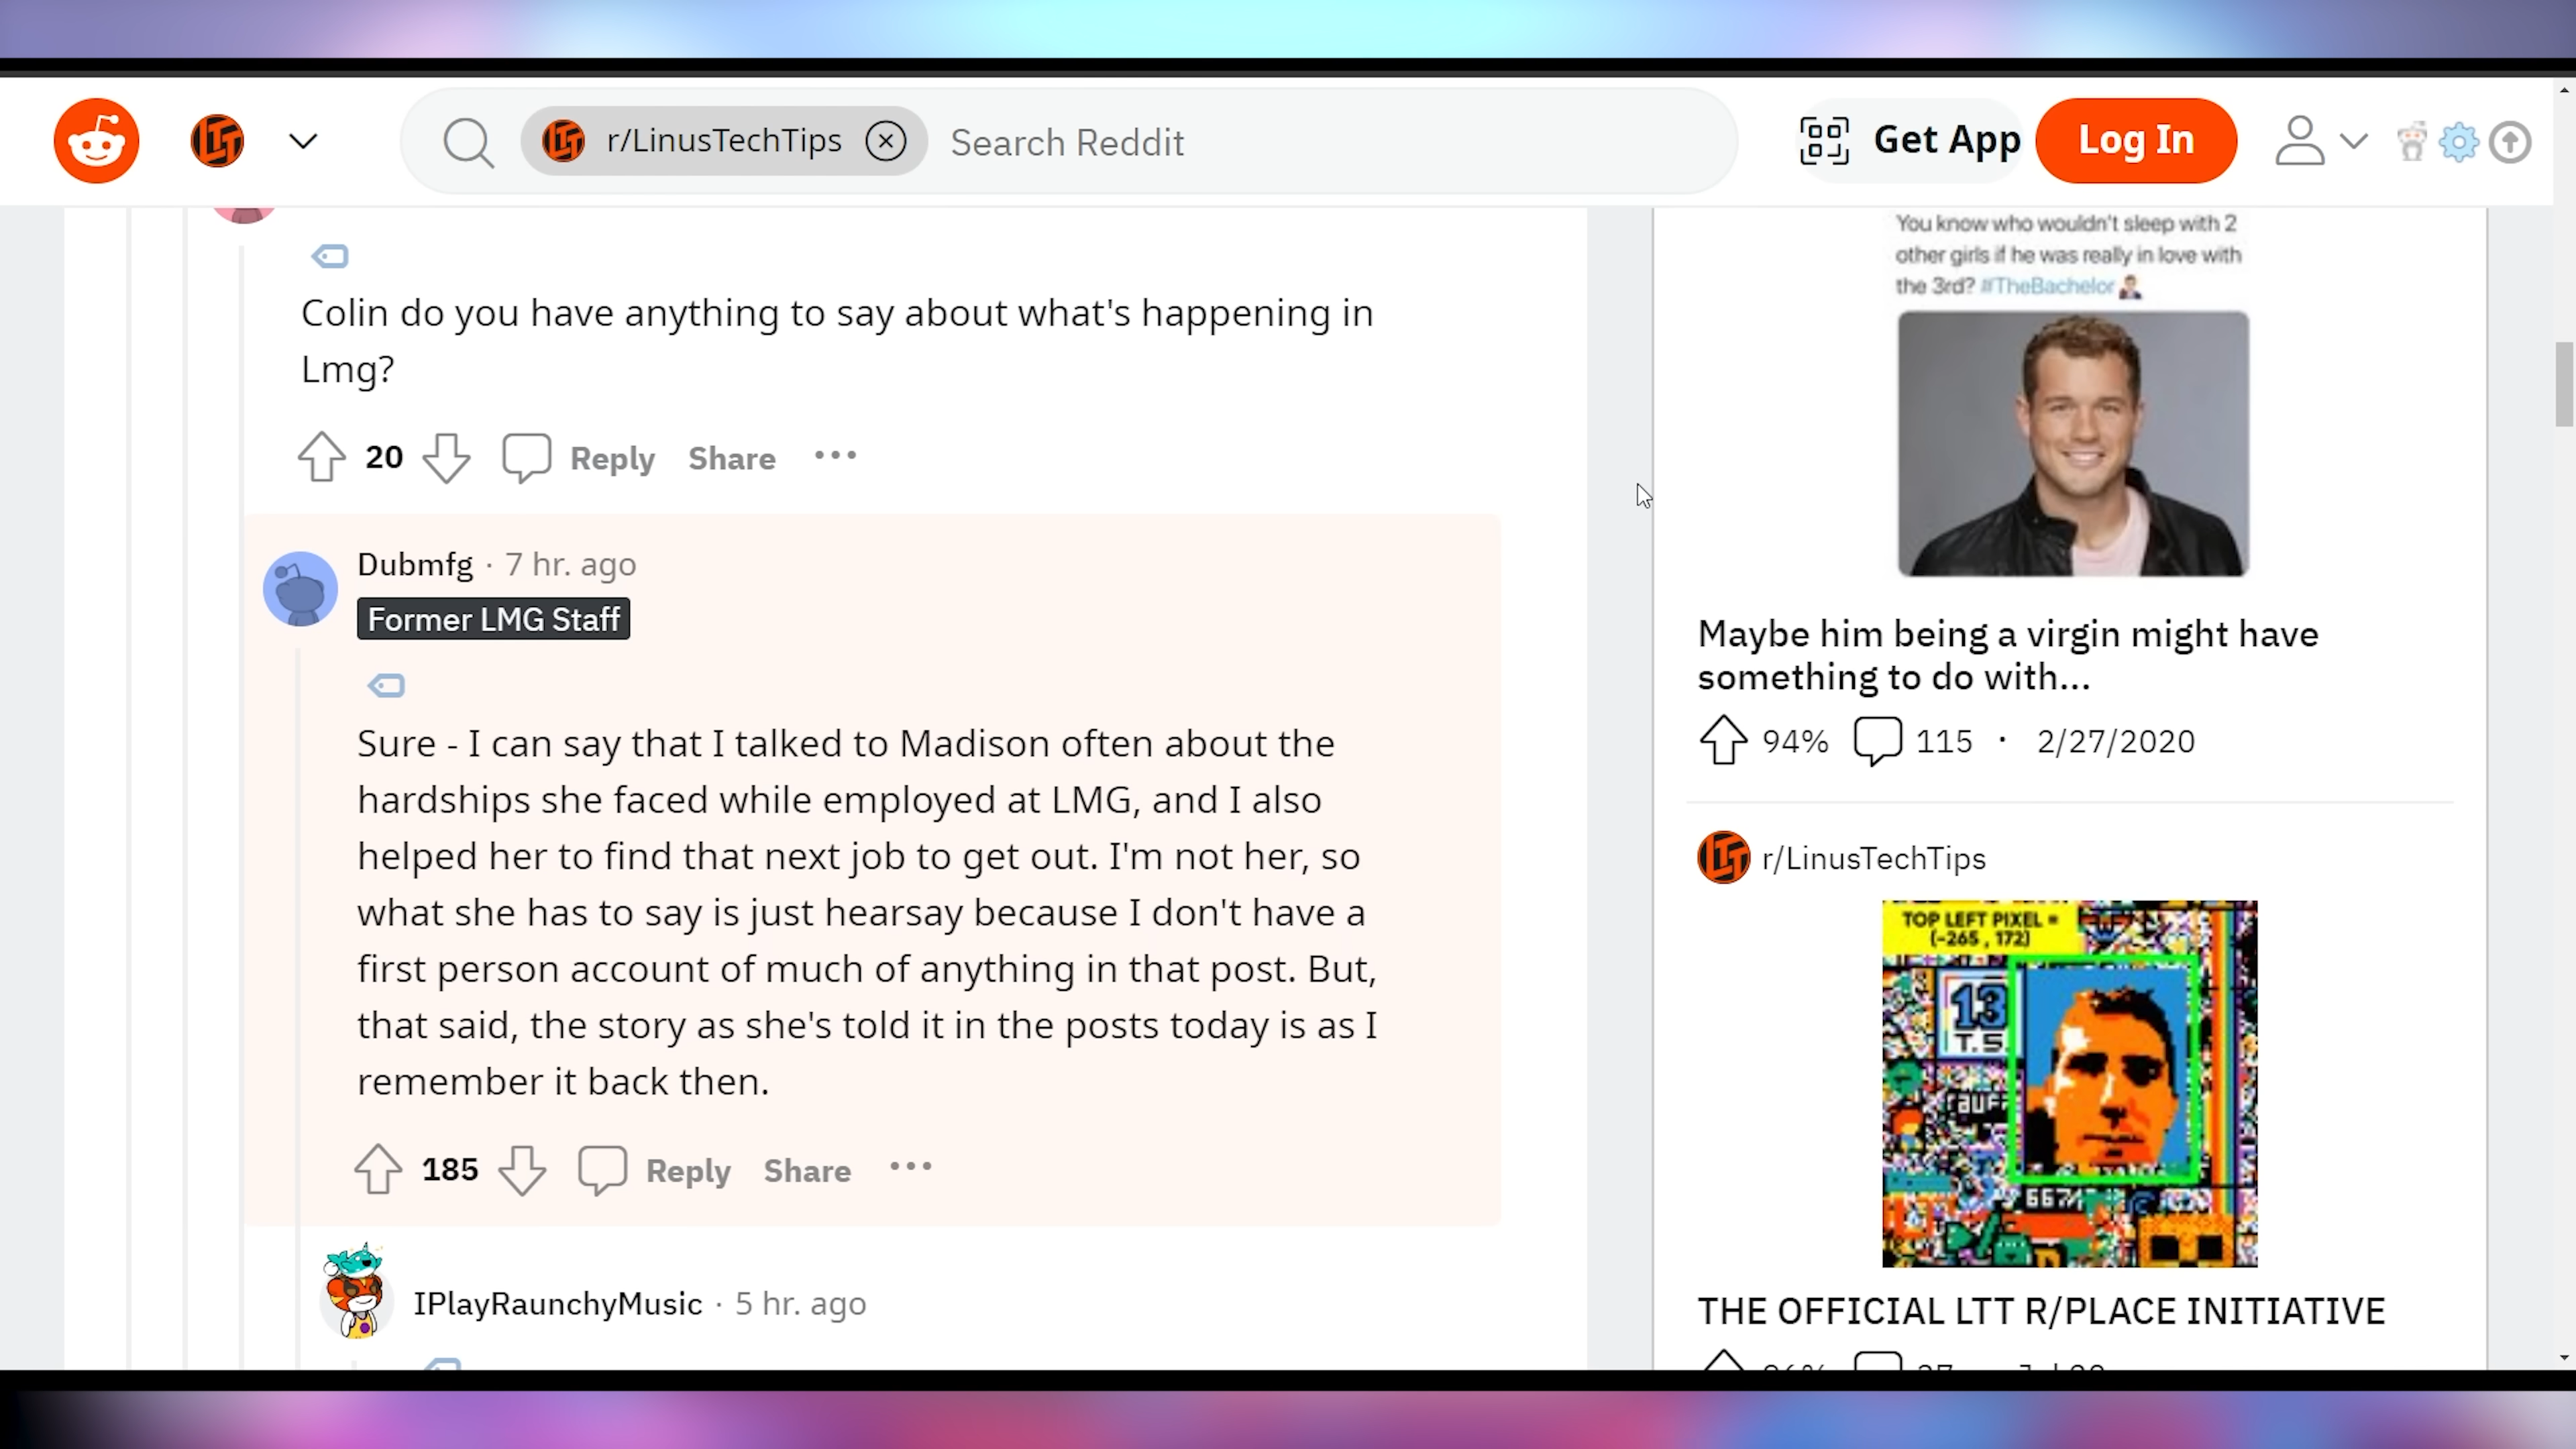 r/LinusTechTips
Search Reddit
Get App
Log In
Colin do you have anything to say about what's happening in
Lmg?
20
Reply
Share
Dubmfg · 7 hr. ago
Former LMG Staff
Sure - I can say that I talked to Madison often about the
hardships she faced while employed at LMG, and I also
helped her to find that next job to get out. I'm not her, so
what she has to say is just hearsay because I don't have a
first person account of much of anything in that post. But,
that said, the story as she's told it in the posts today is as I
remember it back then.
185
Reply
Share
IPlayRaunchyMusic · 5 hr. ago
You know who wouldn't sleep with 2
other girls if he was really in love with
the 3rd? #TheBachelor
Maybe him being a virgin might have
something to do with...
94%
115 · 2/27/2020
r/LinusTechTips
TOP LEFT PIXEL =
(-265, 172)
13
T.S.
THE OFFICIAL LTT R/PLACE INITIATIVE